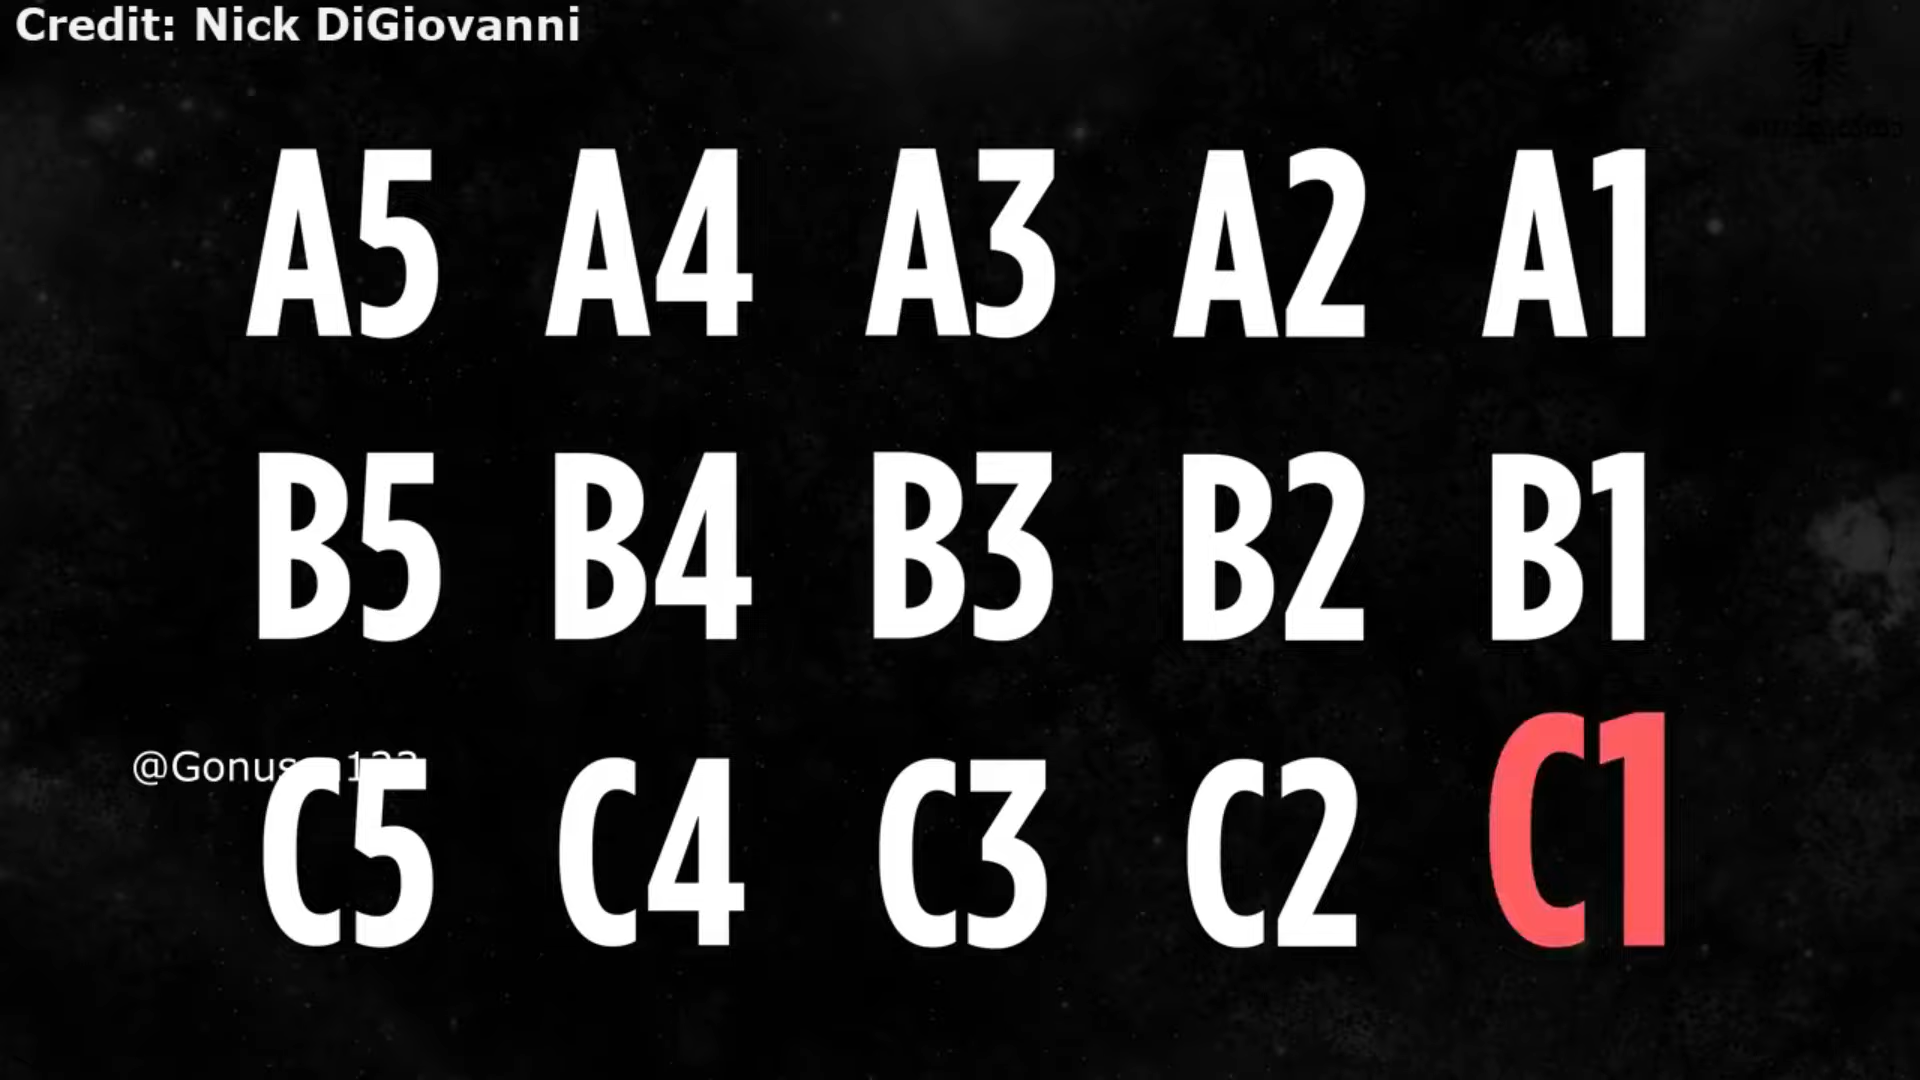 Credit: Nick DiGiovanni
A5 A4 A3 A2 A1
B5 B4 B3 B2 B1
C5 C4 C3 C2 C1